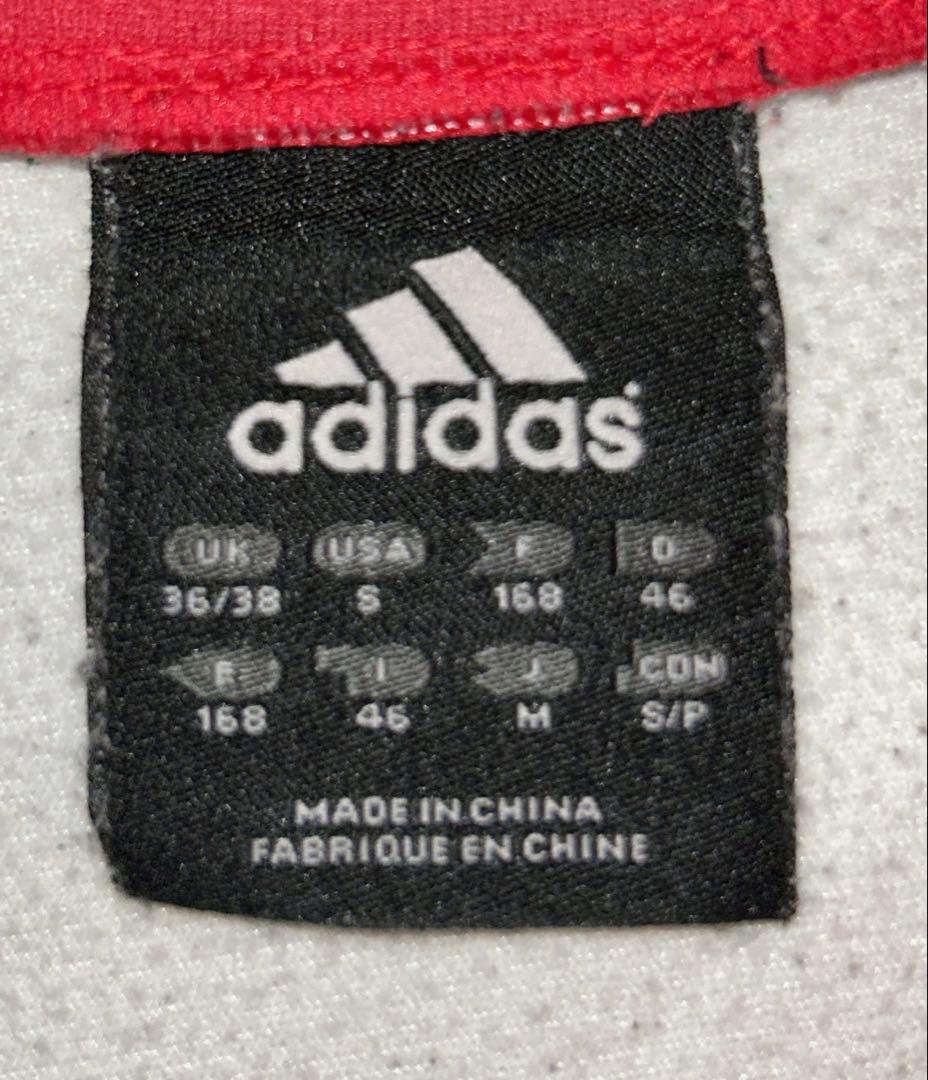 adidas
UK USA F D
36/38 S 168 46
E I J CDN
168 46 M S/P
MADE IN CHINA
FABRIQUE EN CHINE